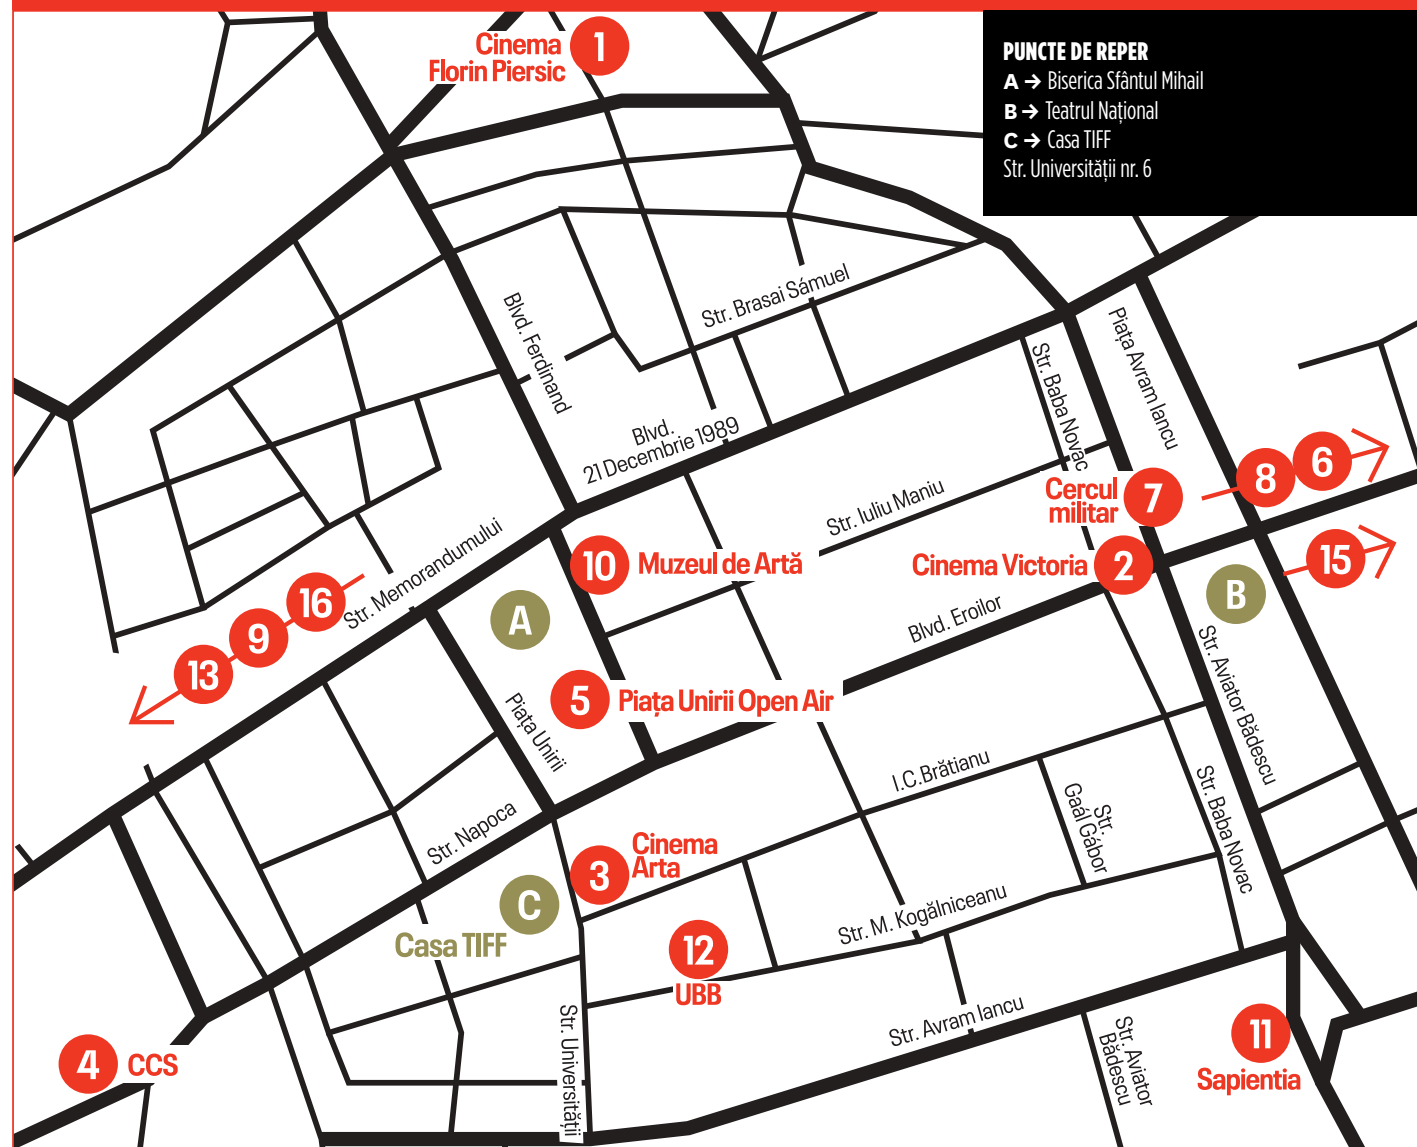 Cinema
Florin Piersic
1
PUNCTE DE REPER
A → Biserica Sfântul Mihail
B → Teatrul Național
C → Casa TIFF
Str. Universității nr. 6
Str. Brasai Sámuel
Blvd. Ferdinand
Piața Avram Iancu
Str. Baba Novac
Blvd.
21 Decembrie 1989
8
6
Cercul
militar
7
Str. Iuliu Maniu
Str. Memorandumului
10
Muzeul de Artă
Cinema Victoria
2
15
B
16
9
13
A
Blvd. Eroilor
Str. Aviator Bădescu
5
Piața Unirii Open Air
Piața Unirii
I.C.Brătianu
Str.
Gaál Gábor
Str. Baba Novac
Str. Napoca
3
Cinema
Arta
C
Casa TIFF
Str. M. Kogălniceanu
12
UBB
Str. Universității
Str. Avram Iancu
Str. Aviator
Bădescu
11
Sapientia
4
CCS